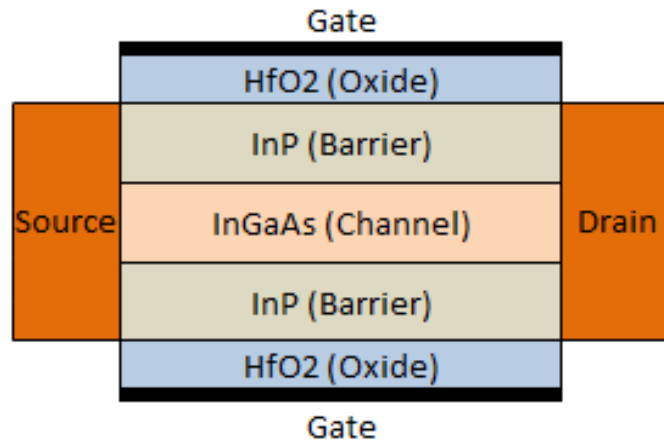 Gate
HfO2 (Oxide)
InP (Barrier)
Source InGaAs (Channel) Drain
InP (Barrier)
HfO2 (Oxide)
Gate